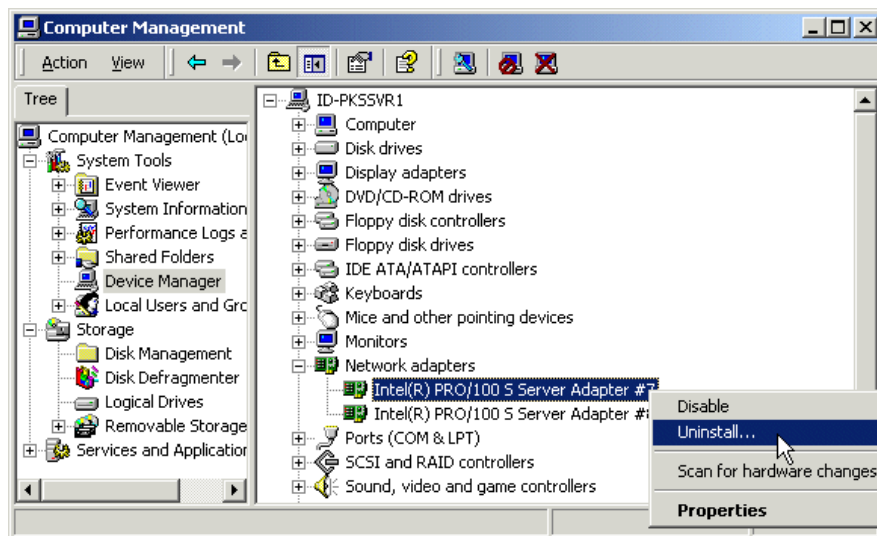 Computer Management
Action View
Tree
Computer Management (Lo
System Tools
Event Viewer
System Information
Performance Logs a
Shared Folders
Device Manager
Local Users and Grc
Storage
Disk Management
Disk Defragmenter
Logical Drives
Removable Storage
Services and Application
ID-PKSSVR1
Computer
Disk drives
Display adapters
DVD/CD-ROM drives
Floppy disk controllers
Floppy disk drives
IDE ATA/ATAPI controllers
Keyboards
Mice and other pointing devices
Monitors
Network adapters
Intel(R) PRO/100 S Server Adapter #7
Intel(R) PRO/100 S Server Adapter #8
Ports (COM & LPT)
SCSI and RAID controllers
Sound, video and game controllers
Disable
Uninstall...
Scan for hardware changes
Properties